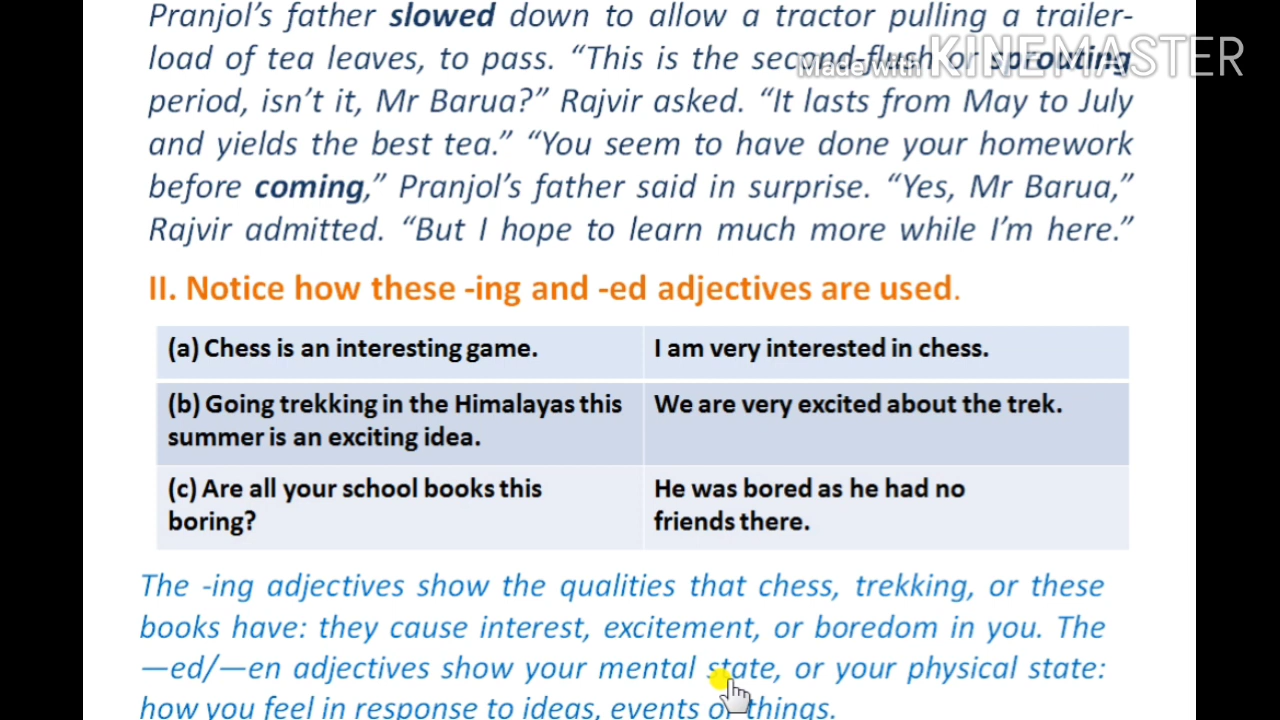 Pranjol’s father slowed down to allow a tractor pulling a trailer-
load of tea leaves, to pass. “This is the second-flush or sprouting
Made with KINEMASTER
period, isn’t it, Mr Barua?” Rajvir asked. “It lasts from May to July
and yields the best tea.” “You seem to have done your homework
before coming,” Pranjol’s father said in surprise. “Yes, Mr Barua,”
Rajvir admitted. “But I hope to learn much more while I’m here.”
II. Notice how these -ing and -ed adjectives are used.
(a) Chess is an interesting game.
I am very interested in chess.
(b) Going trekking in the Himalayas this
summer is an exciting idea.
We are very excited about the trek.
(c) Are all your school books this
boring?
He was bored as he had no
friends there.
The -ing adjectives show the qualities that chess, trekking, or these
books have: they cause interest, excitement, or boredom in you. The
—ed/—en adjectives show your mental state, or your physical state:
how you feel in response to ideas, events or things.